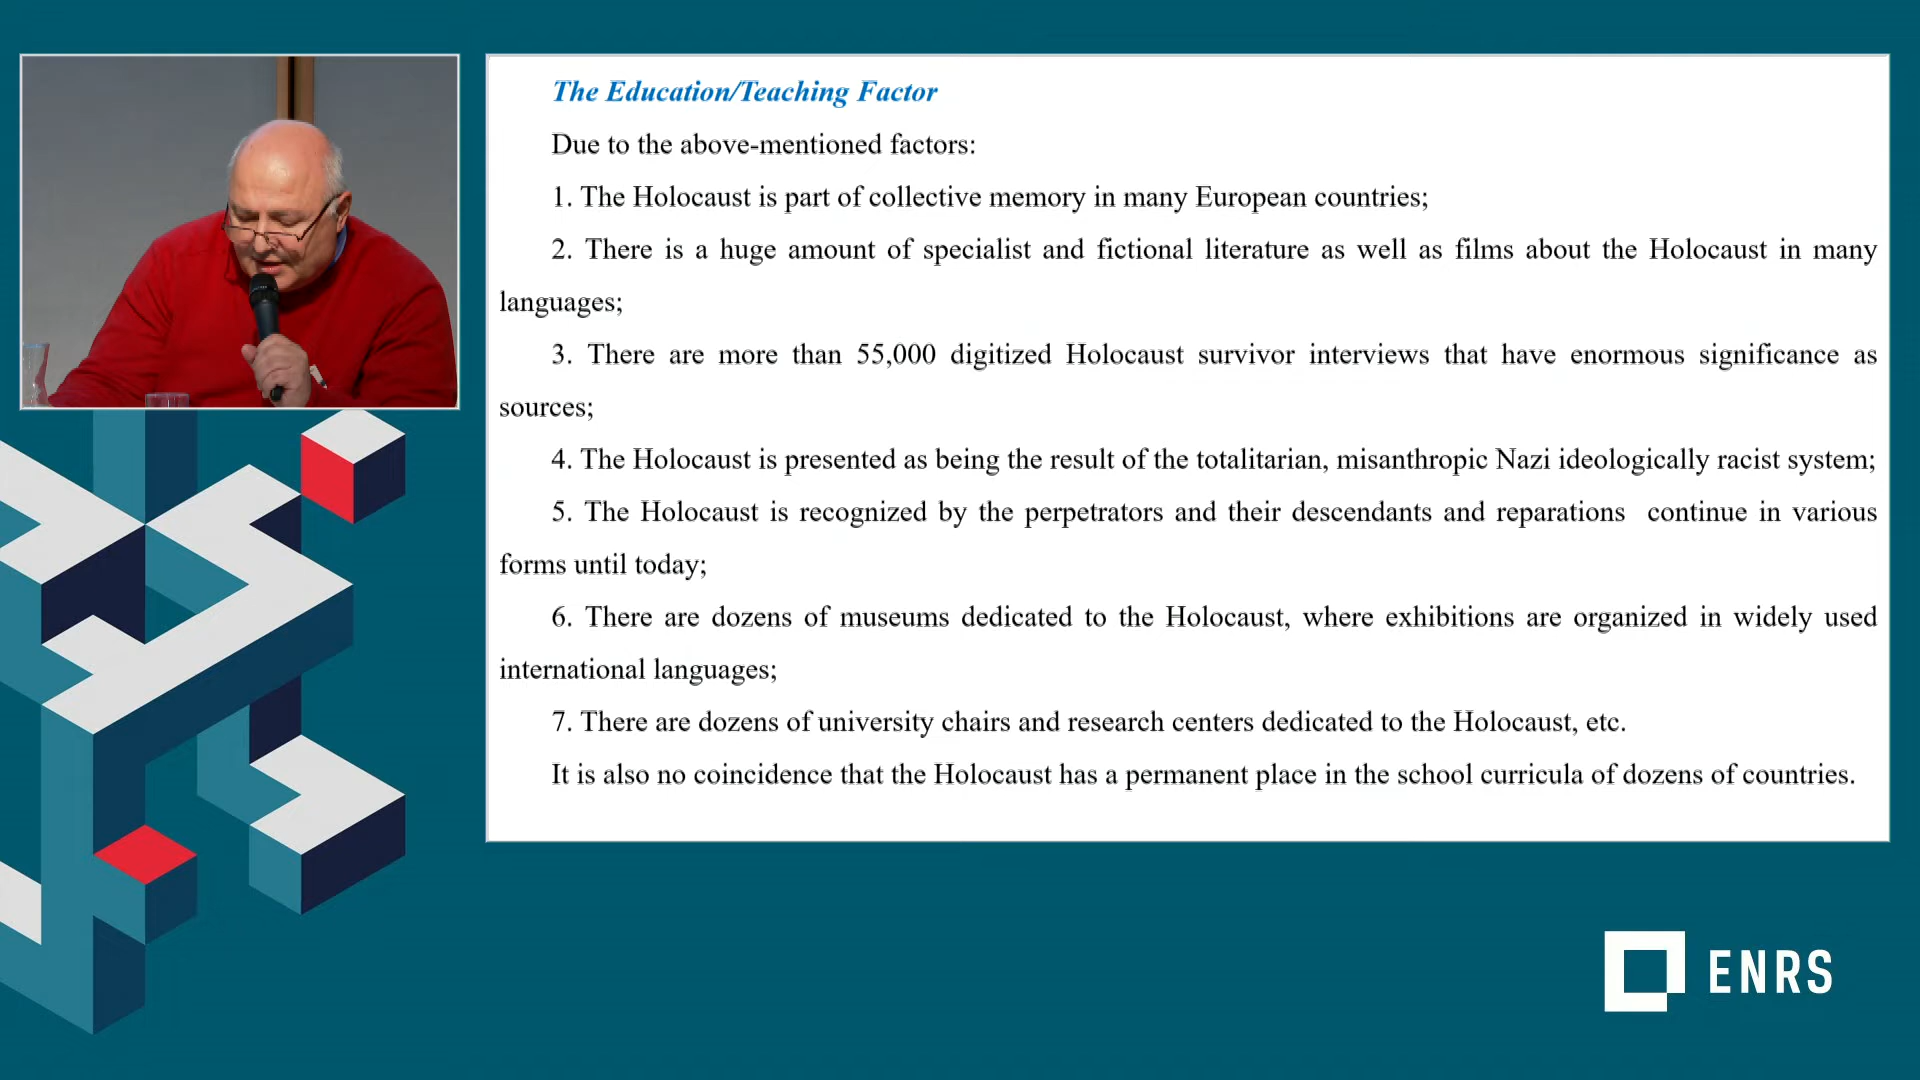 The Education/Teaching Factor
Due to the above-mentioned factors:
1. The Holocaust is part of collective memory in many European countries;
2. There is a huge amount of specialist and fictional literature as well as films about the Holocaust in many
languages;
3. There are more than 55,000 digitized Holocaust survivor interviews that have enormous significance as
sources;
4. The Holocaust is presented as being the result of the totalitarian, misanthropic Nazi ideologically racist system;
5. The Holocaust is recognized by the perpetrators and their descendants and reparations  continue in various
forms until today;
6. There are dozens of museums dedicated to the Holocaust, where exhibitions are organized in widely used
international languages;
7. There are dozens of university chairs and research centers dedicated to the Holocaust, etc.
It is also no coincidence that the Holocaust has a permanent place in the school curricula of dozens of countries.
ENRS